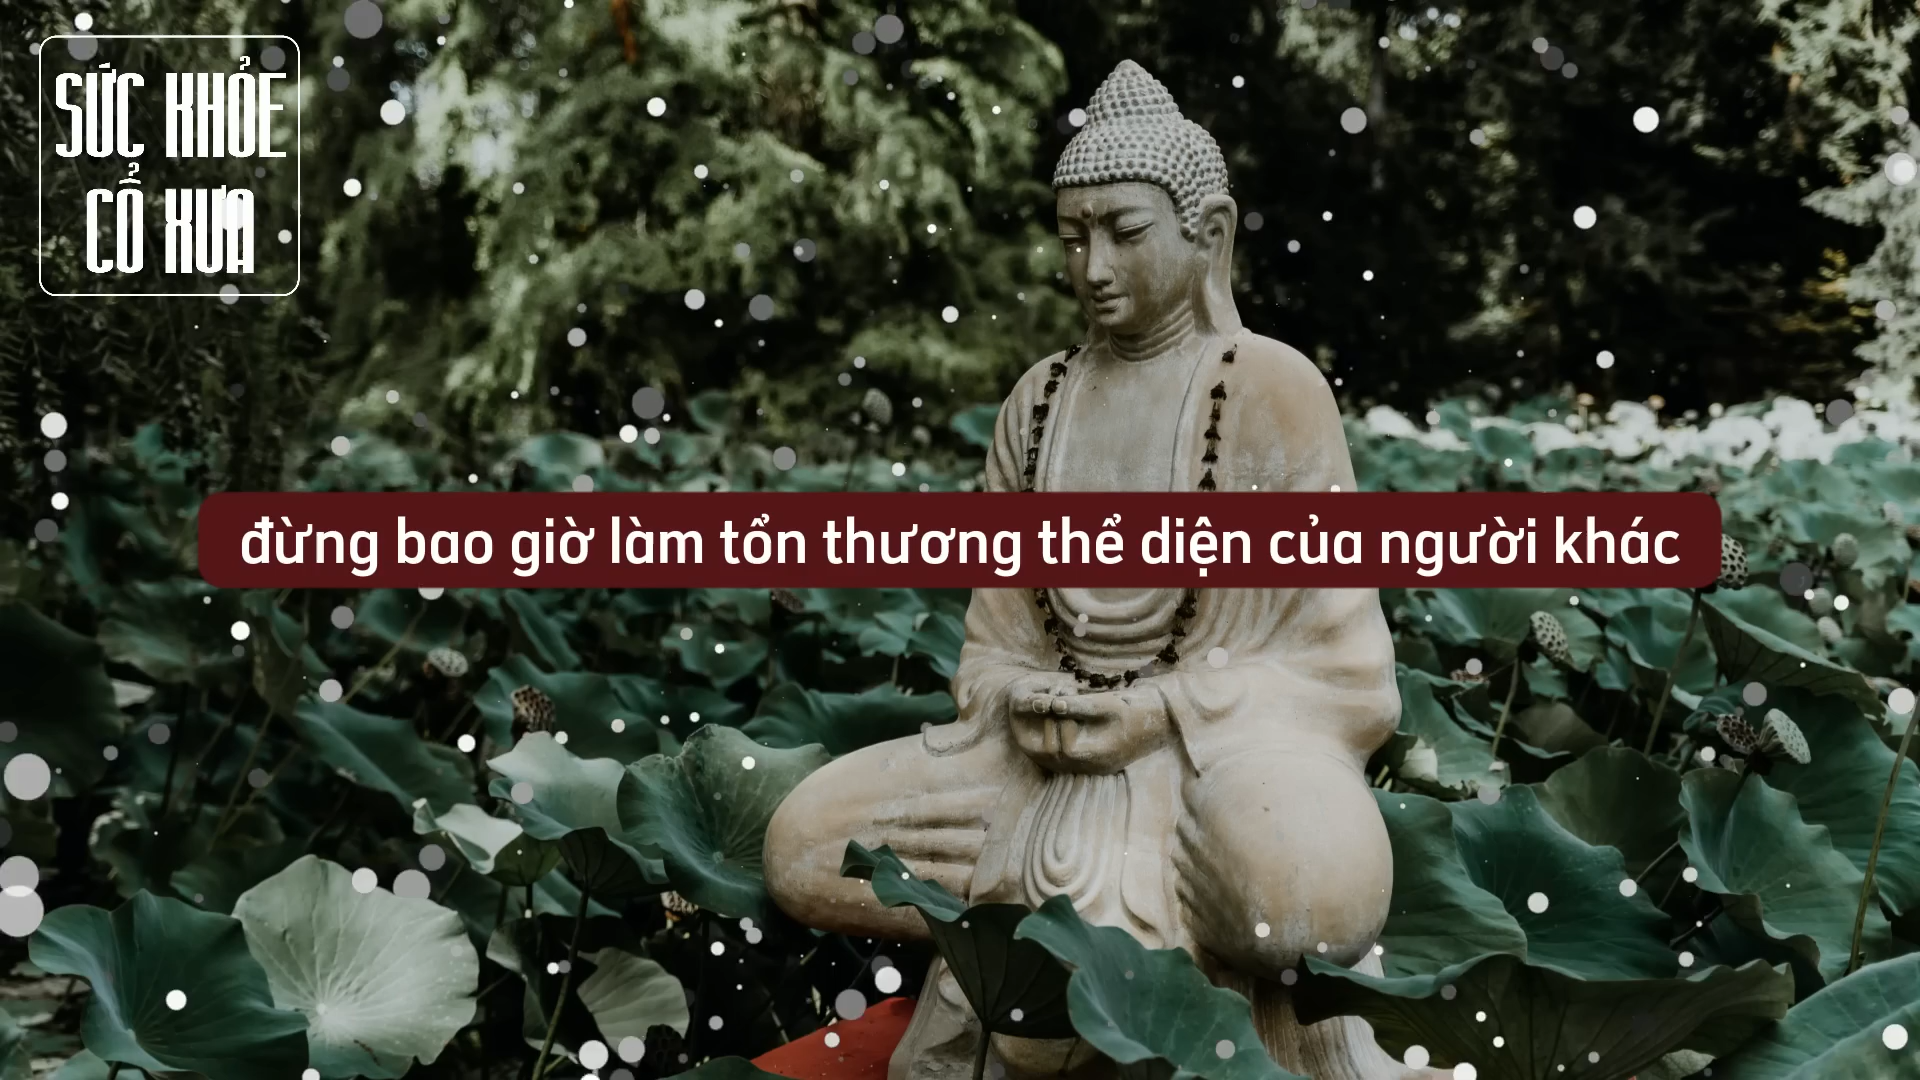 SỨC KHỎE
CỔ XƯA
đừng bao giờ làm tổn thương thể diện của người khác